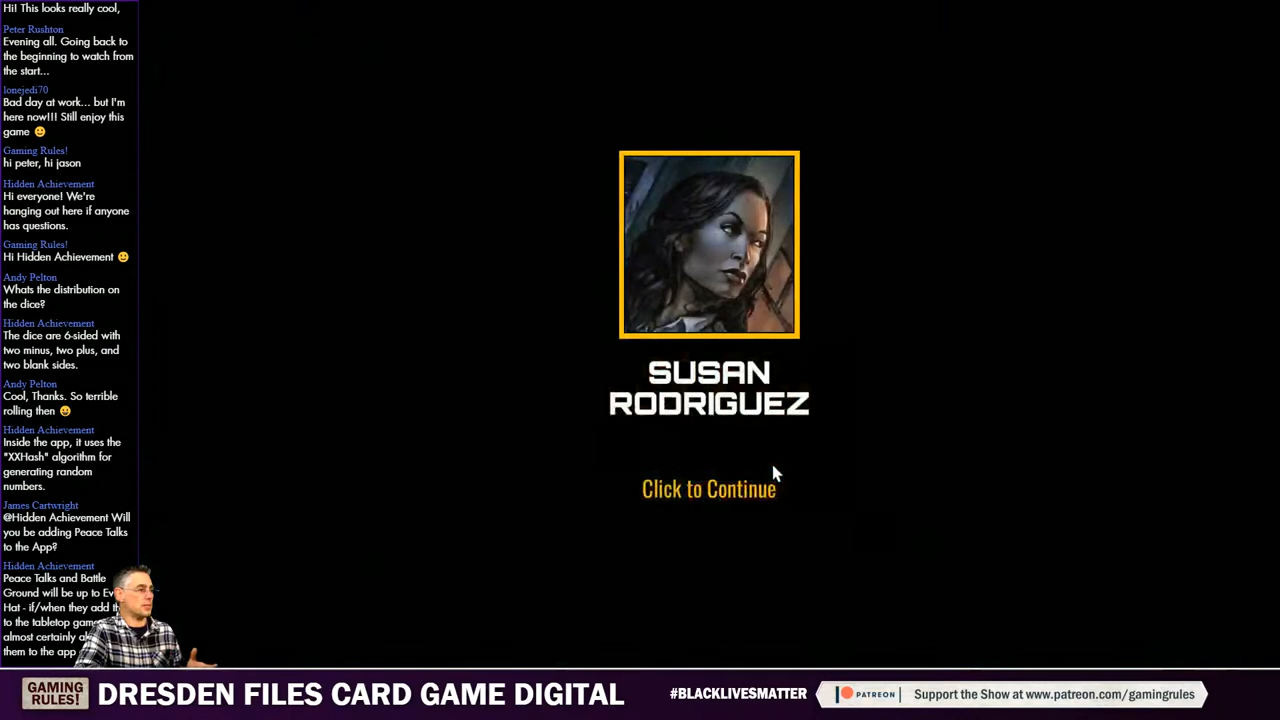 Hi! This looks really cool,
Peter Rushton
Evening all. Going back to
the beginning to watch from
the start...
lonejedi70
Bad day at work... but I'm
here now!!! Still enjoy this
game 🙂
Gaming Rules!
hi peter, hi jason
Hidden Achievement
Hi everyone! We're
hanging out here if anyone
has questions.
Gaming Rules!
Hi Hidden Achievement 🙂
Andy Pelton
Whats the distribution on
the dice?
Hidden Achievement
The dice are 6-sided with
two minus, two plus, and
two blank sides.
Andy Pelton
Cool, Thanks. So terrible
rolling then 😛
Hidden Achievement
Inside the app, it uses the
"XXHash" algorithm for
generating random
numbers.
James Cartwright
@Hidden Achievement Will
you be adding Peace Talks
to the App?
Hidden Achievement
Peace Talks and Battle
Ground will be up to
Hat - if/when they add
to the tabletop
almost certainly
them to the app
SUSAN
RODRIGUEZ
Click to Continue
GAMING
RULES!
DRESDEN FILES CARD GAME DIGITAL
#BLACKLIVESMATTER
PATREON
Support the Show at www.patreon.com/gamingrules